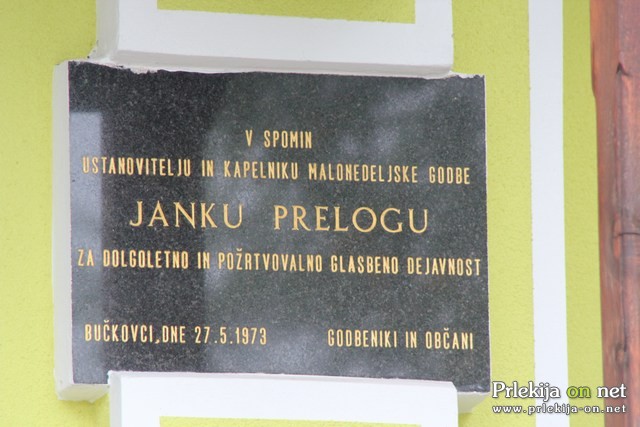 V SPOMIN
USTANOVITELJU IN KAPELNIKU MALONEDELJSKE GODBE
JANKU PRELOGU
ZA DOLGOLETNO IN POŽRTVOVALNO GLASBENO DEJAVNOST
BUČKOVCI, DNE 27.5.1973 GODBENIKI IN OBČANI
Prlekija on net
www.prlekija-on.net